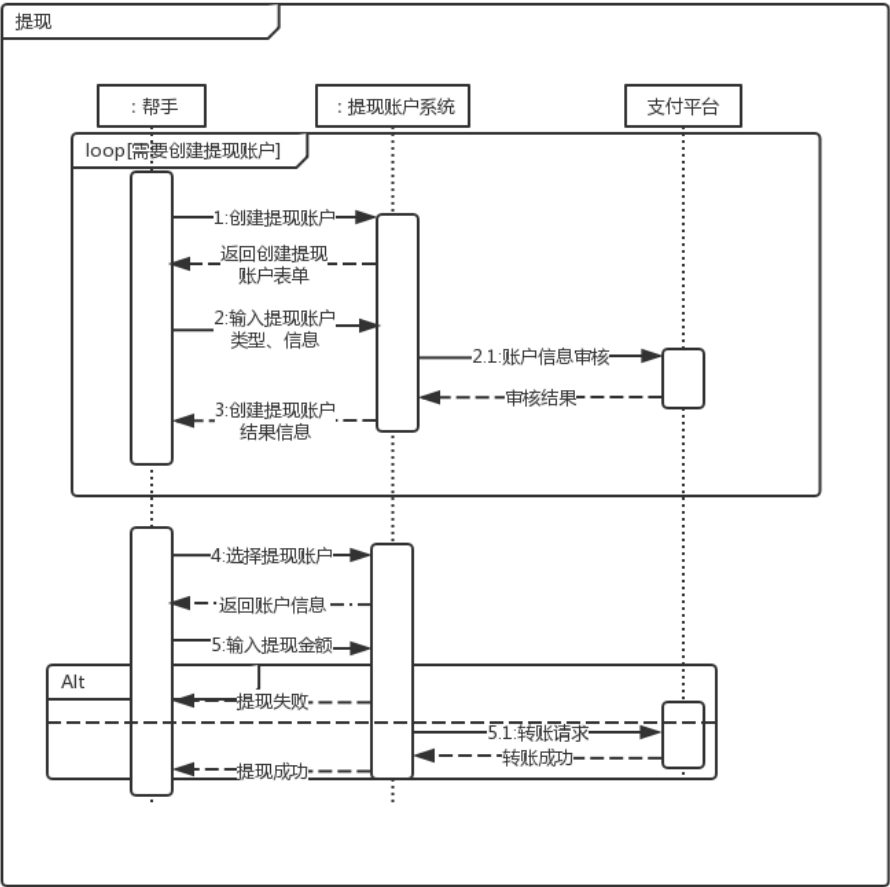 提现
：帮手
：提现账户系统
支付平台
loop[需要创建提现账户]
1:创建提现账户
返回创建提现
账户表单
2:输入提现账户
类型、信息
2.1:账户信息审核
审核结果
3:创建提现账户
结果信息
4:选择提现账户
返回账户信息
5:输入提现金额
Alt
提现失败
5.1:转账请求
转账成功
提现成功